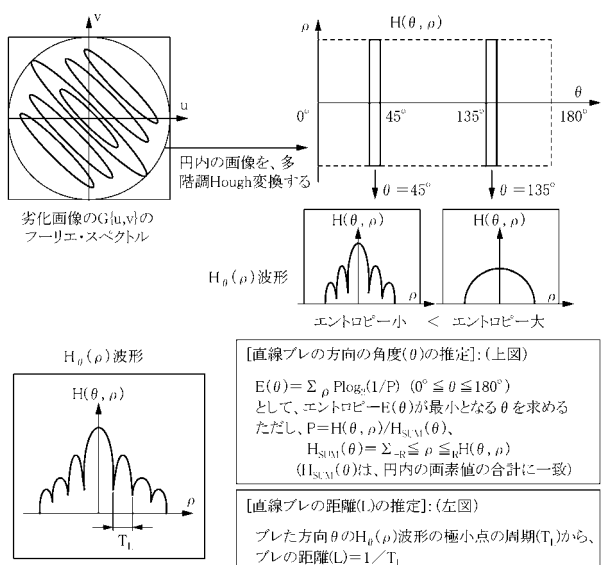 v
u
劣化画像のG{u,v}の
フーリエ・スペクトル
円内の画像を、多
階調Hough変換する
ρ
H(θ, ρ)
θ
0°
45°
135°
180°
θ=45°
θ=135°
H(θ, ρ)
H(θ, ρ)
Hθ(ρ)波形
ρ
ρ
エントロピー小 < エントロピー大
Hθ(ρ)波形
H(θ, ρ)
ρ
TL
[直線ブレの方向の角度(θ)の推定]:(上図)
E(θ)=Σρ Plog₂(1/P) (0°≦θ≦180°)
として、エントロピーE(θ)が最小となるθを求める
ただし、P=H(θ, ρ)/HSUM(θ)、
HSUM(θ)=Σ-R≦ρ≦RH(θ, ρ)
(HSUM(θ)は、円内の画素値の合計に一致)
[直線ブレの距離(L)の推定]:(左図)
ブレた方向θのHθ(ρ)波形の極小点の周期(TL)から、
ブレの距離(L)=1/TL